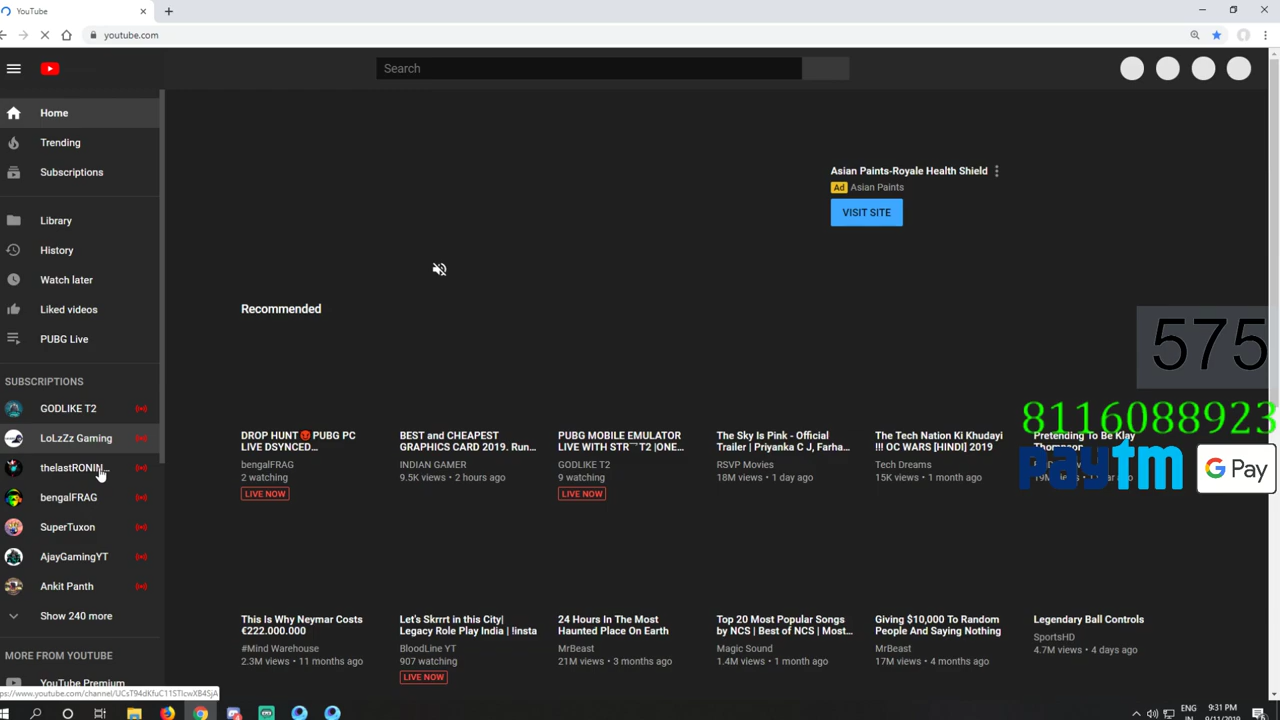 YouTube
youtube.com
Search
Home
Trending
Subscriptions
Library
History
Watch later
Liked videos
PUBG Live
SUBSCRIPTIONS
GODLIKE T2
LoLzZz Gaming
thelastRONIN...
bengalFRAG
SuperTuxon
AjayGamingYT
Ankit Panth
Show 240 more
MORE FROM YOUTUBE
YouTube Premium
Asian Paints-Royale Health Shield
Ad Asian Paints
VISIT SITE
Recommended
DROP HUNT😡PUBG PC
LIVE DSYNCED...
bengalFRAG
2 watching
LIVE NOW
BEST and CHEAPEST
GRAPHICS CARD 2019. Run...
INDIAN GAMER
9.5K views • 2 hours ago
PUBG MOBILE EMULATOR
LIVE WITH STR T2 |ONE...
GODLIKE T2
9 watching
LIVE NOW
The Sky Is Pink - Official
Trailer | Priyanka C J, Farha...
RSVP Movies
18M views • 1 day ago
The Tech Nation Ki Khudayi
!!! OC WARS [HINDI] 2019
Tech Dreams
15K views • 1 month ago
Pretending To Be Klay
575
8116088923
paytm
G Pay
This Is Why Neymar Costs
€222.000.000
#Mind Warehouse
2.3M views • 11 months ago
Let's Skrrrt in this City|
Legacy Role Play India | !insta
BloodLine YT
907 watching
LIVE NOW
24 Hours In The Most
Haunted Place On Earth
MrBeast
21M views • 3 months ago
Top 20 Most Popular Songs
by NCS | Best of NCS | Most...
Magic Sound
1.4M views • 1 month ago
Giving $10,000 To Random
People And Saying Nothing
MrBeast
17M views • 4 months ago
Legendary Ball Controls
SportsHD
4.7M views • 4 days ago
ps://www.youtube.com/channel/UCsT94dKfuC11STlcwXB4SjA
ENG
IN
9:31 PM
9/11/2019